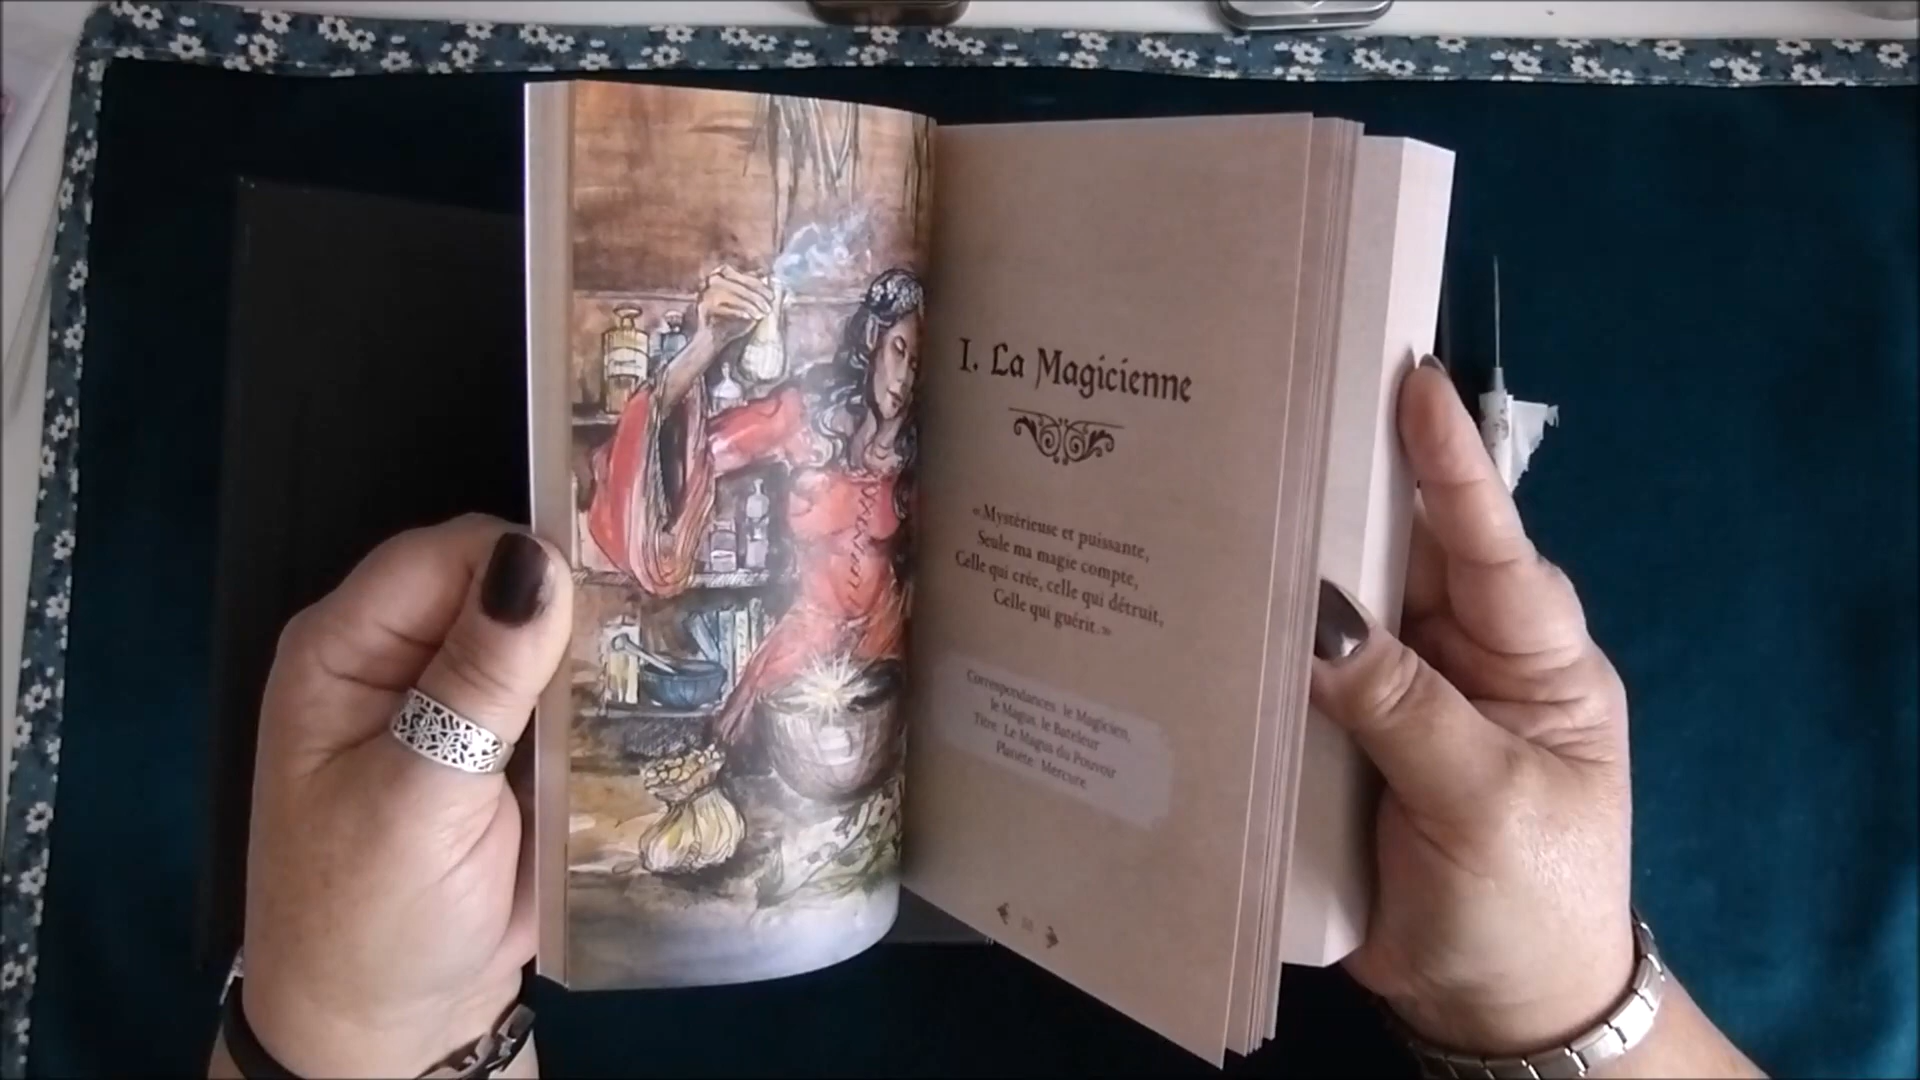 I. La Magicienne
« Mystérieuse et puissante,
Seule ma magie compte,
Celle qui crée, celle qui détruit,
Celle qui guérit. »
Correspondances : le Magicien,
le Magus, le Bateleur
Titre : Le Magus du Pouvoir
Planète : Mercure